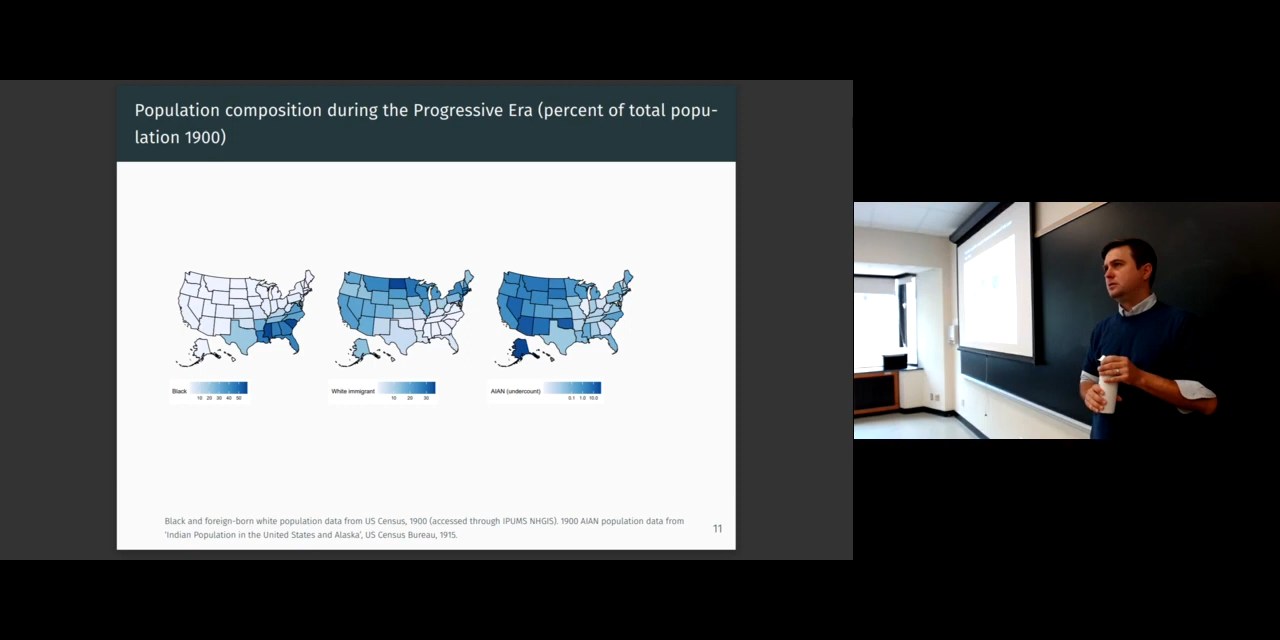 Population composition during the Progressive Era (percent of total popu-
lation 1900)
Black
10 20 30 40 50
White immigrant
10 20 30
AIAN (undercount)
0.1 1.0 10.0
Black and foreign-born white population data from US Census, 1900 (accessed through IPUMS NHGIS). 1900 AIAN population data from
'Indian Population in the United States and Alaska', US Census Bureau, 1915.
11